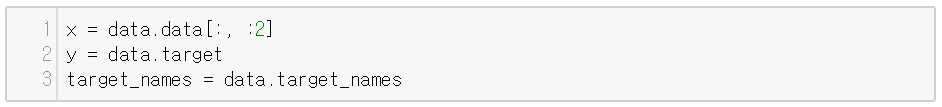 1 x = data.data[:, :2]
2 y = data.target
3 target_names = data.target_names